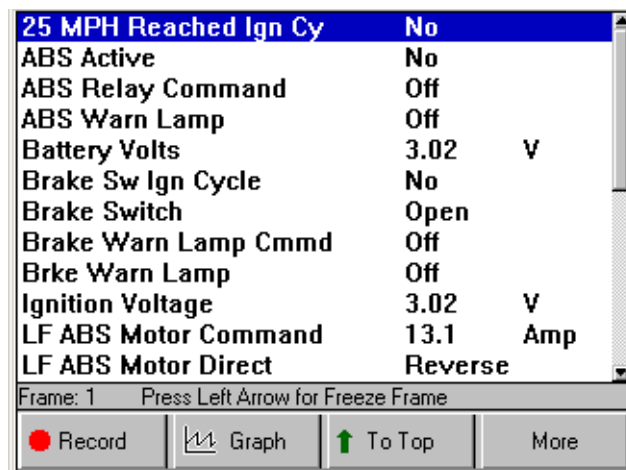 25 MPH Reached Ign Cy No
ABS Active No
ABS Relay Command Off
ABS Warn Lamp Off
Battery Volts 3.02 V
Brake Sw Ign Cycle No
Brake Switch Open
Brake Warn Lamp Cmmd Off
Brke Warn Lamp Off
Ignition Voltage 3.02 V
LF ABS Motor Command 13.1 Amp
LF ABS Motor Direct Reverse
Frame: 1 Press Left Arrow for Freeze Frame
Record Graph To Top More